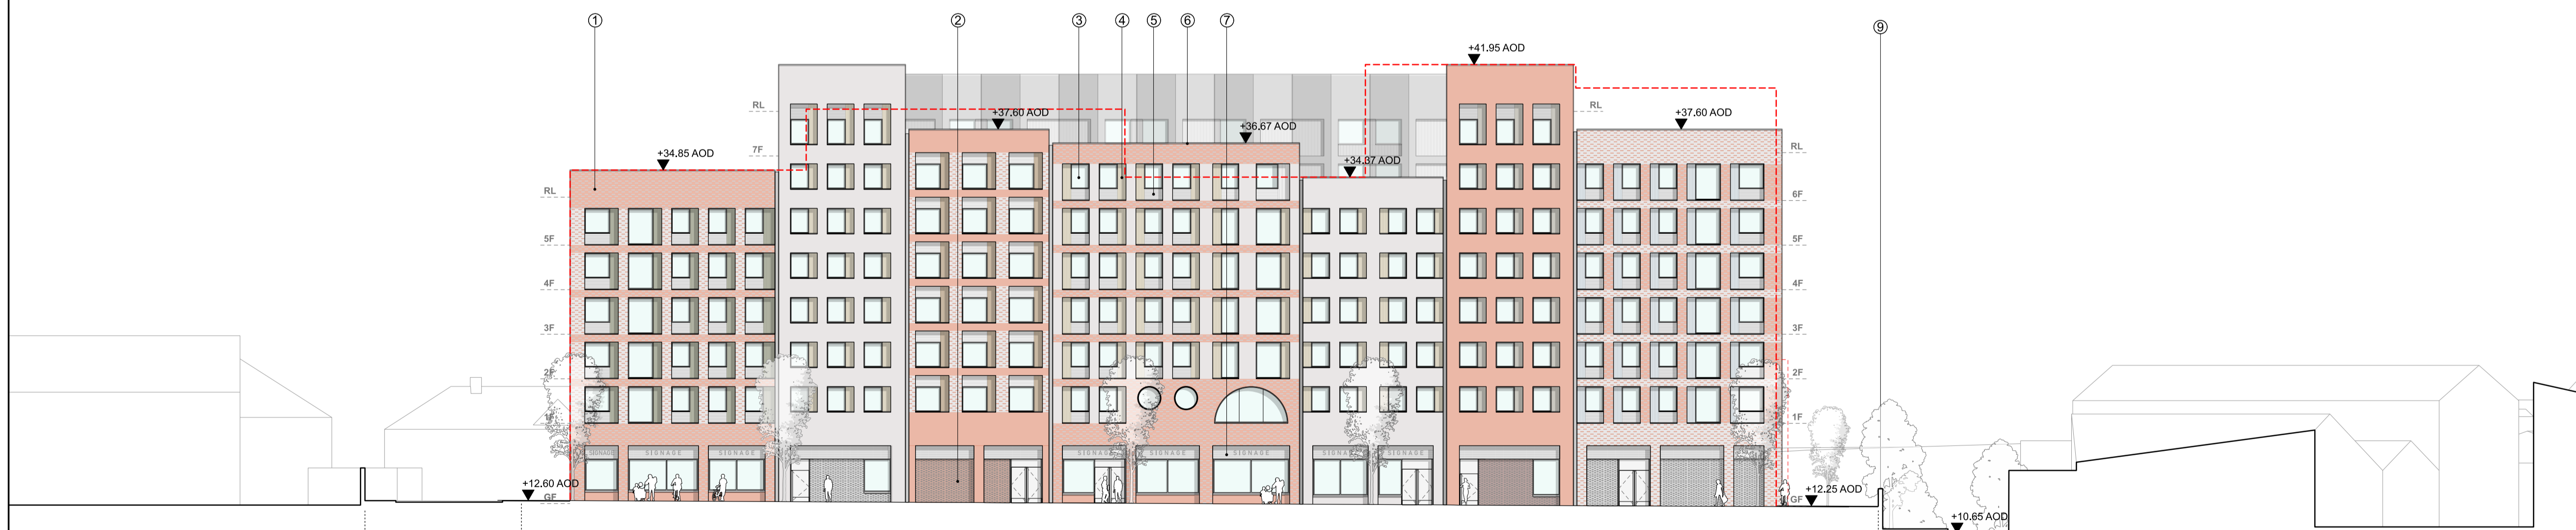 ① ② ③ ④ ⑤ ⑥ ⑦ ⑨
+41.95 AOD
RL RL
+37.60 AOD +37.60 AOD
+36.67 AOD
7F RL
+34.85 AOD
+34.37 AOD
RL 6F
5F 5F
4F 4F
3F 3F
2F 2F
1F 1F
SIGNAGE SIGNAGE SIGNAGE SIGNAGE SIGNAGE SIGNAGE SIGNAGE SIGNAGE
+12.60 AOD +12.25 AOD
GF GF
+10.65 AOD